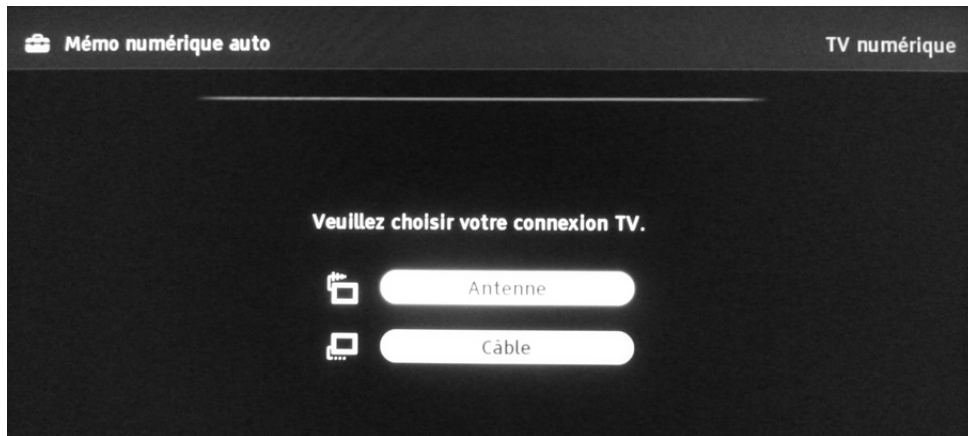 Mémo numérique auto
TV numérique
Veuillez choisir votre connexion TV.
Antenne
Câble